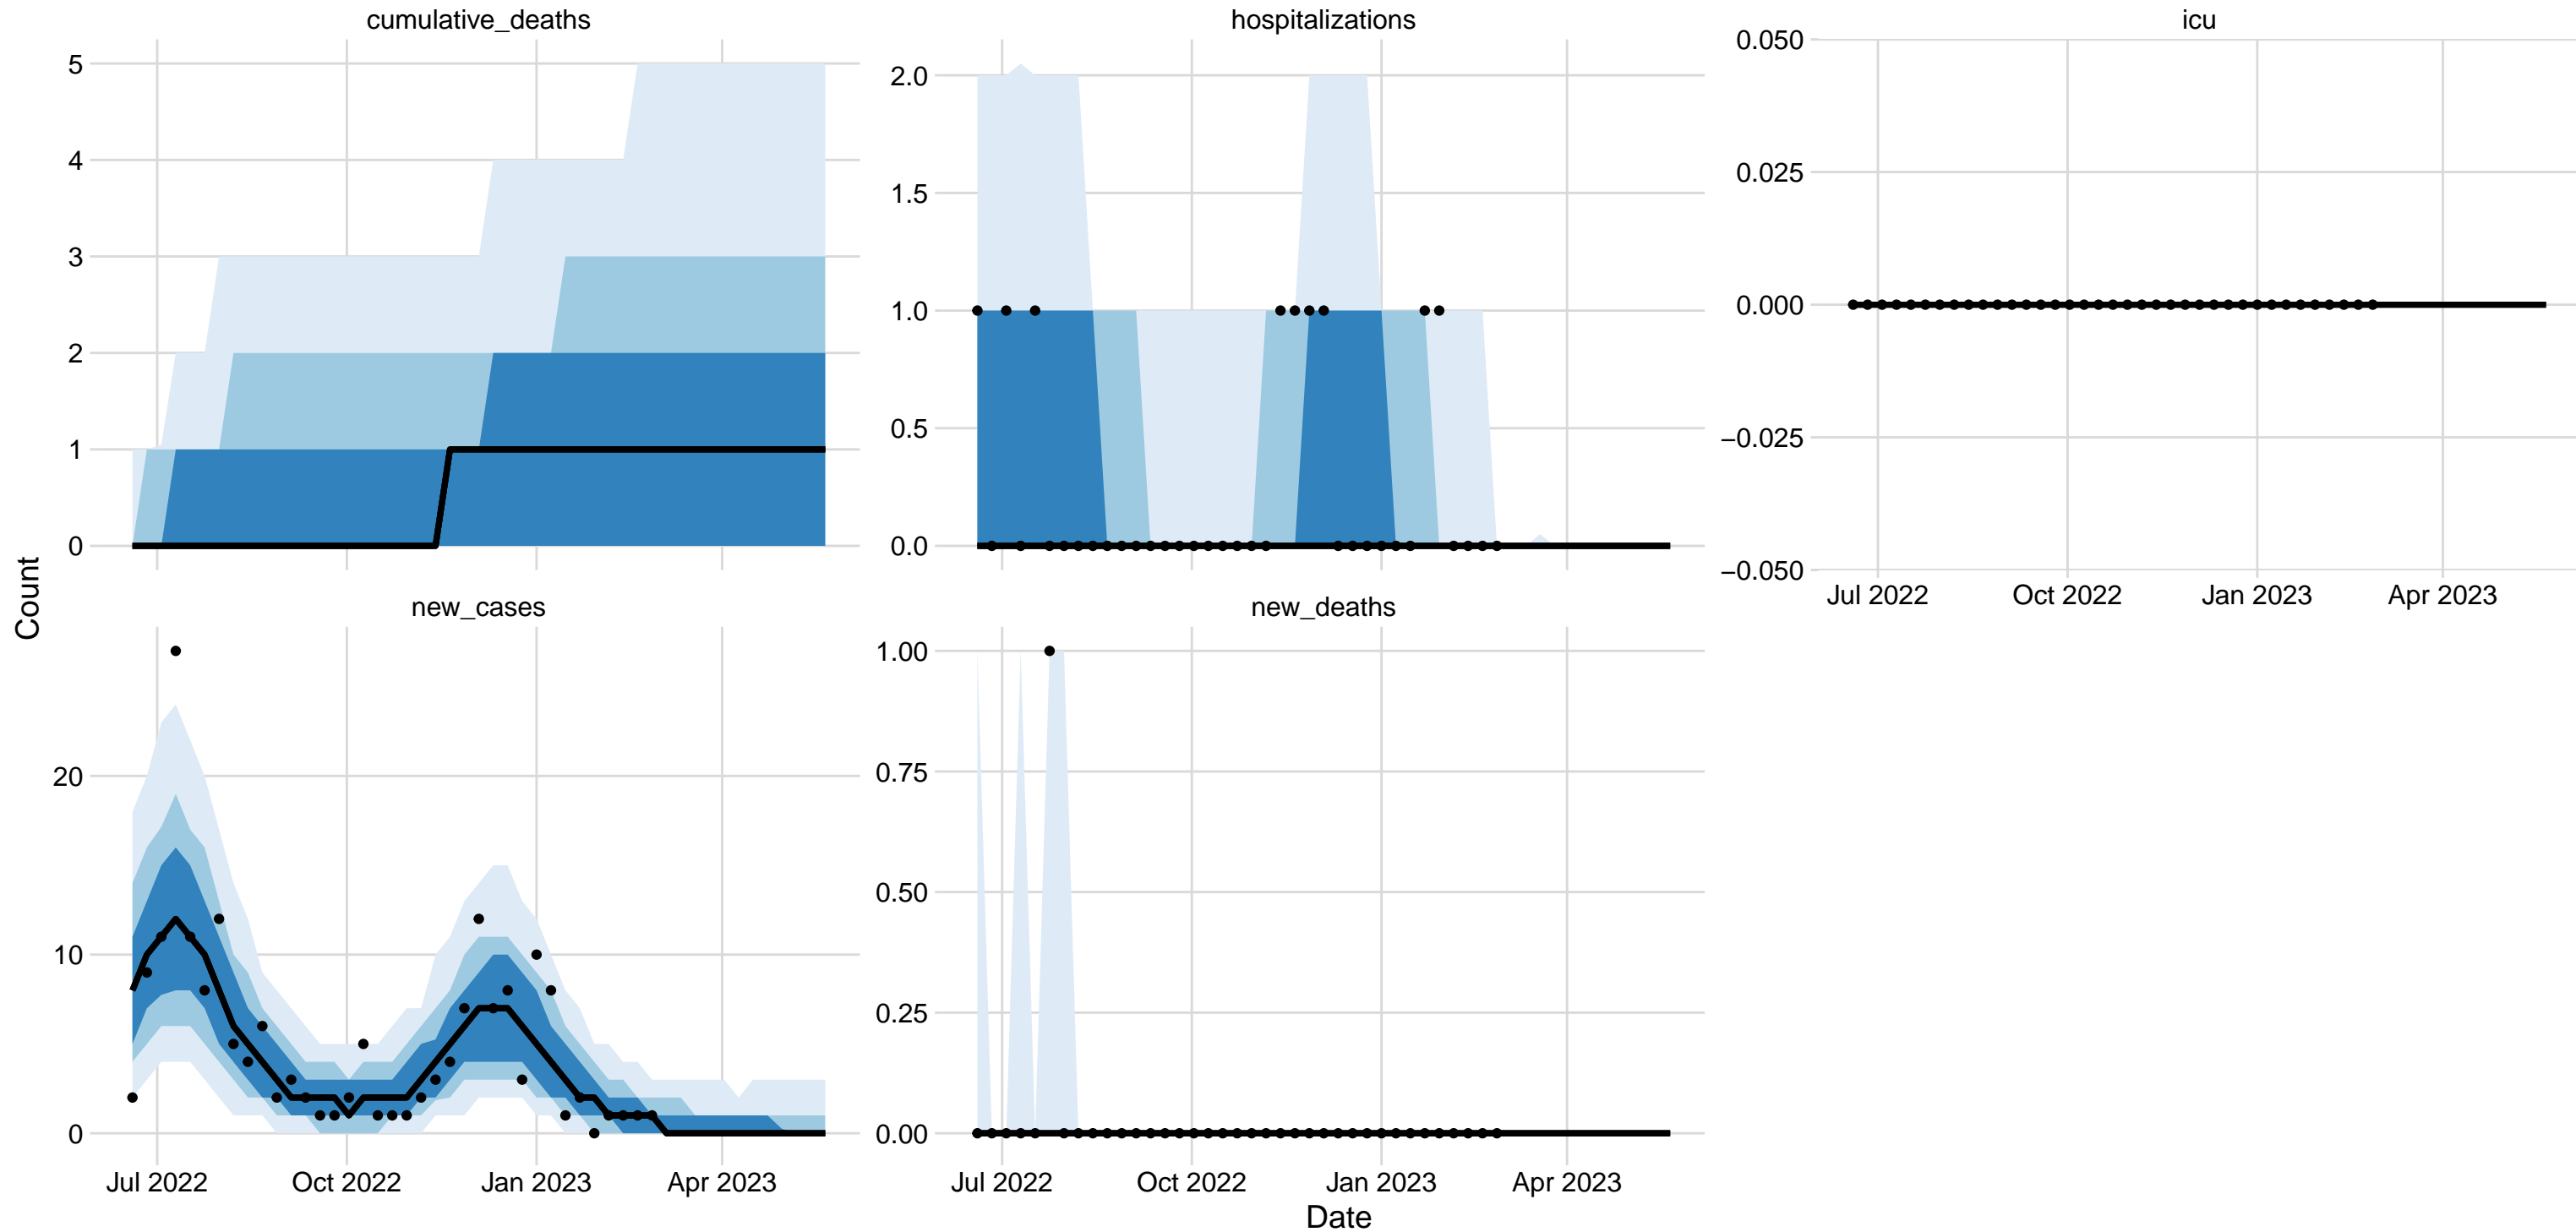 cumulative_deaths
hospitalizations
icu
5
4
3
2
1
0
2.0
1.5
1.0
0.5
0.0
0.050
0.025
0.000
−0.025
−0.050
Jul 2022 Oct 2022 Jan 2023 Apr 2023
Count
new_cases
new_deaths
20
10
0
1.00
0.75
0.50
0.25
0.00
Jul 2022 Oct 2022 Jan 2023 Apr 2023
Jul 2022 Oct 2022 Jan 2023 Apr 2023
Date